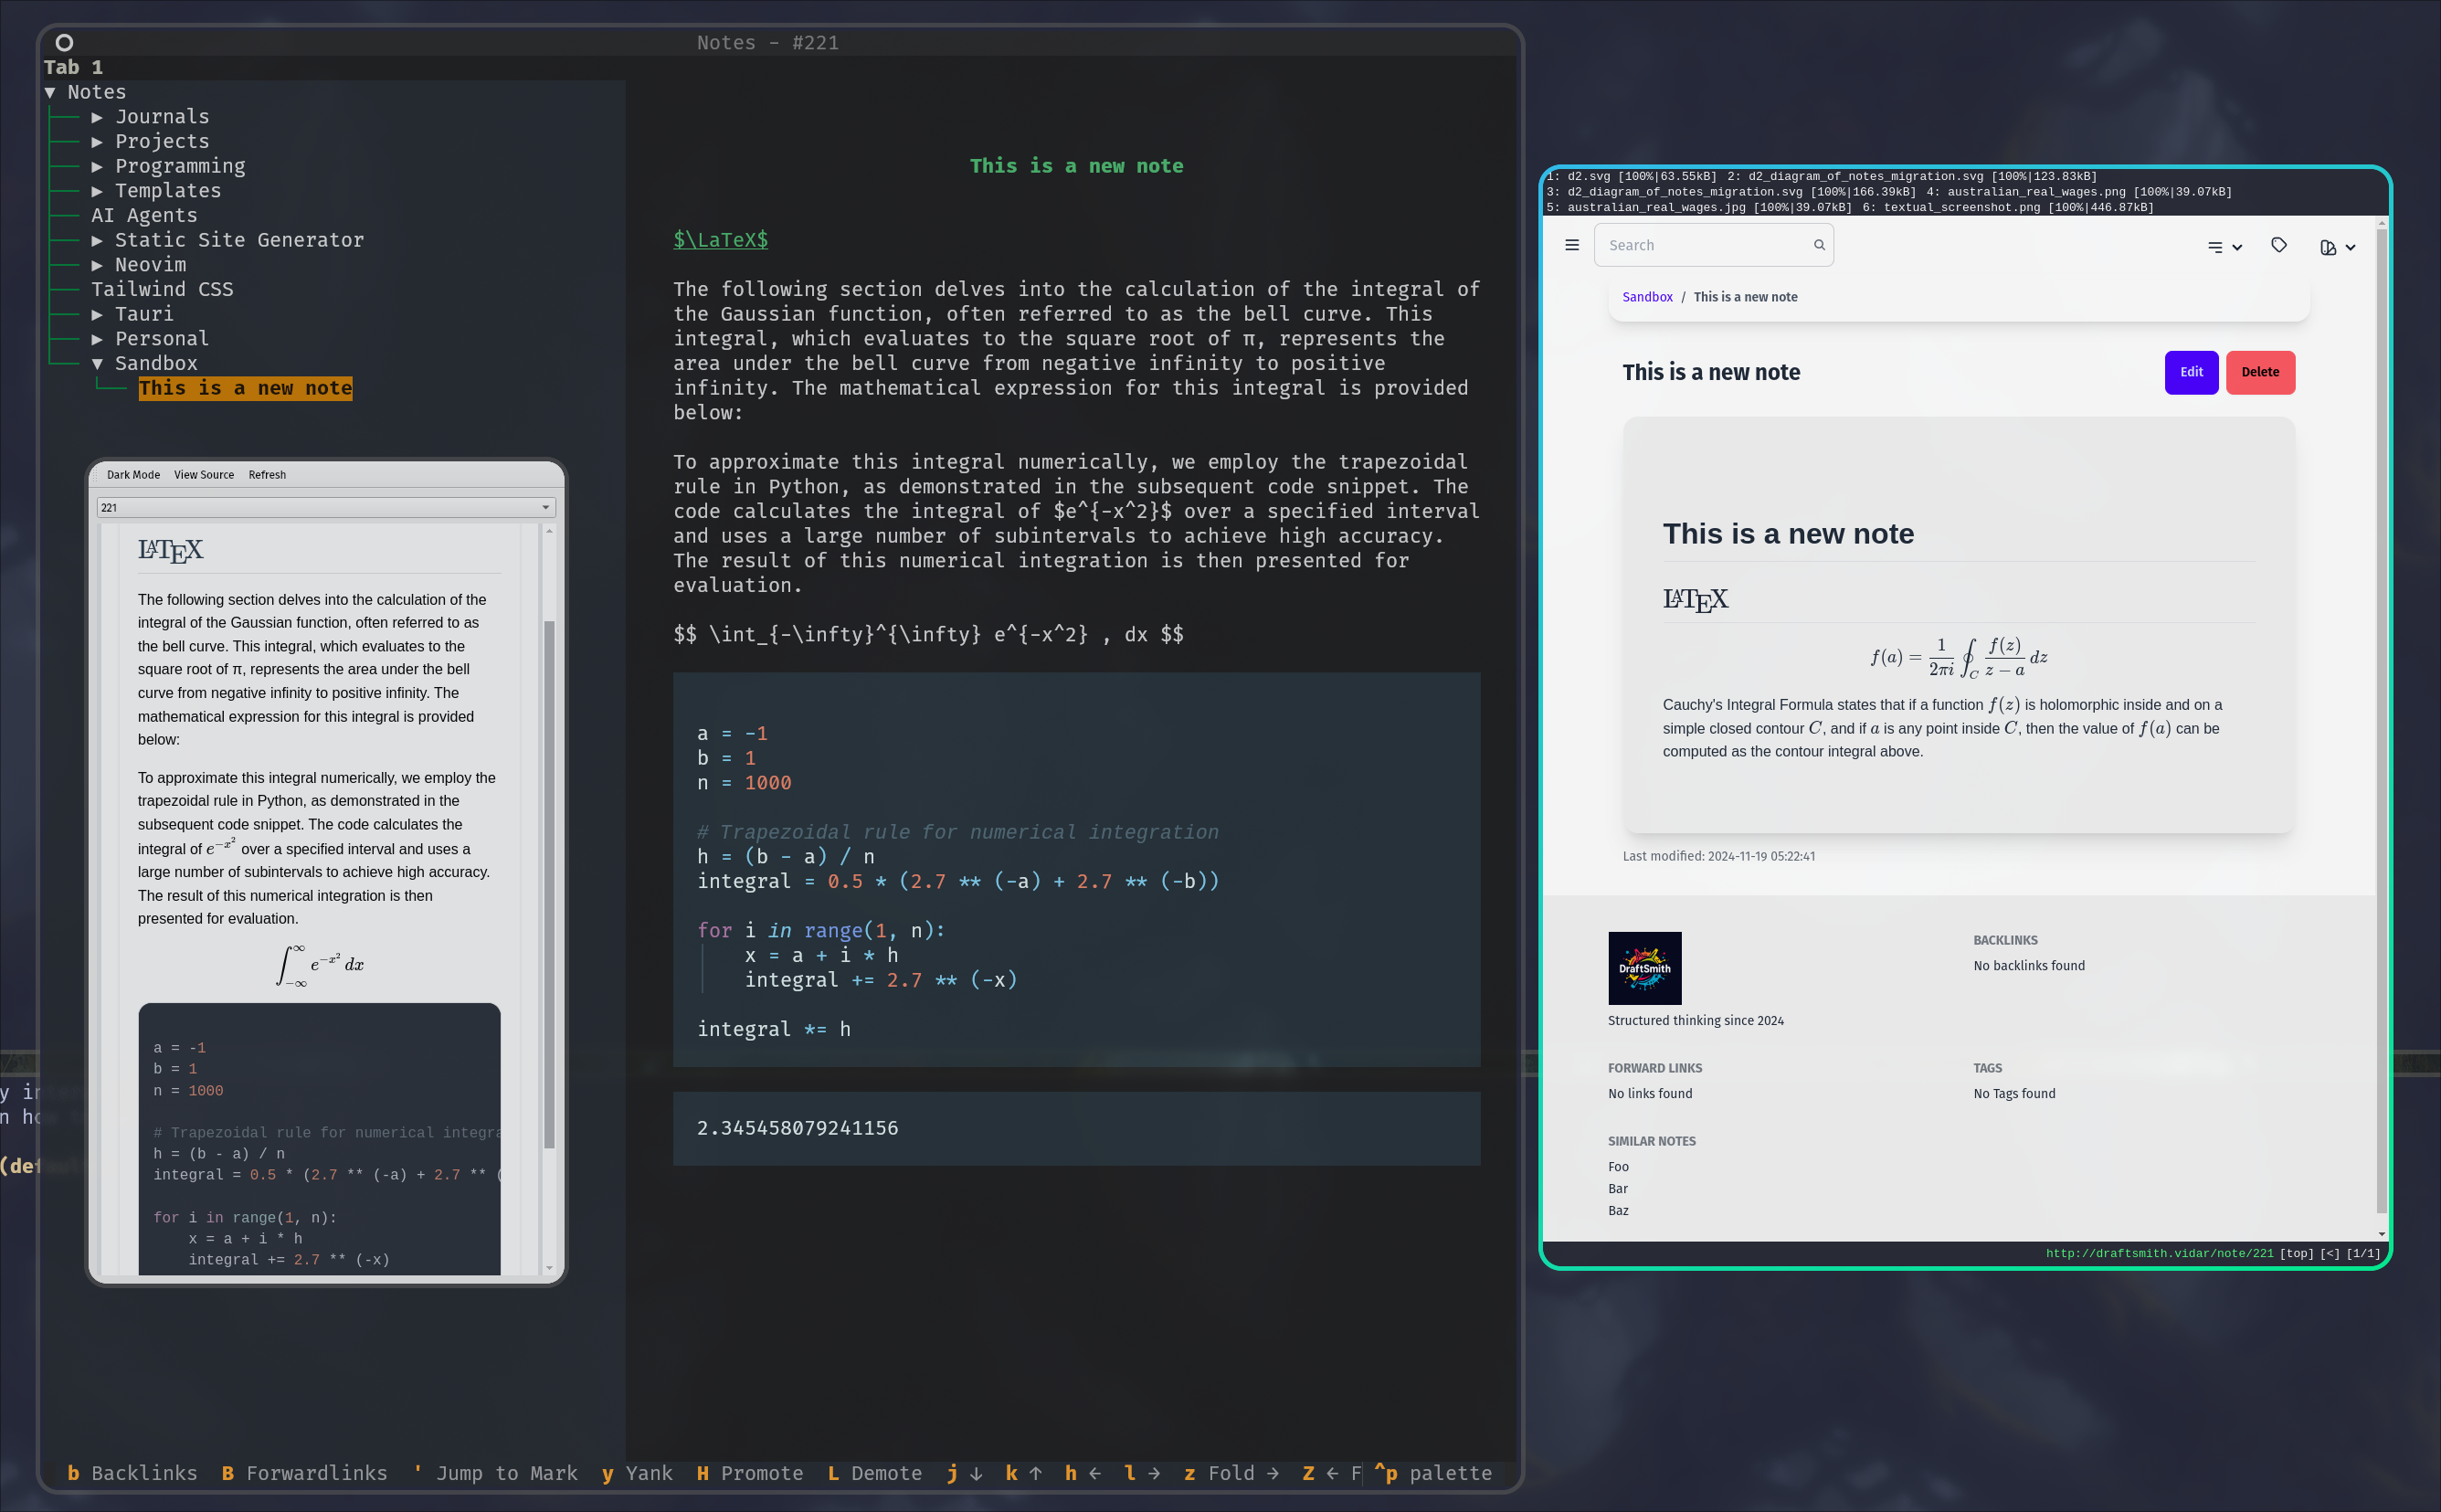 Notes - #221
Tab 1
▼ Notes
▶ Journals
▶ Projects
▶ Programming
▶ Templates
AI Agents
▶ Static Site Generator
▶ Neovim
Tailwind CSS
▶ Tauri
▶ Personal
▼ Sandbox
This is a new note
Dark Mode View Source Refresh
221
LATEX
The following section delves into the calculation of the
integral of the Gaussian function, often referred to as
the bell curve. This integral, which evaluates to the
square root of π, represents the area under the bell
curve from negative infinity to positive infinity. The
mathematical expression for this integral is provided
below:
To approximate this integral numerically, we employ the
trapezoidal rule in Python, as demonstrated in the
subsequent code snippet. The code calculates the
integral of e^{-x^2} over a specified interval and uses a
large number of subintervals to achieve high accuracy.
The result of this numerical integration is then
presented for evaluation.
∫_{-∞}^{∞} e^{-x^2} dx
a = -1
b = 1
n = 1000
# Trapezoidal rule for numerical integra
h = (b - a) / n
integral = 0.5 * (2.7 ** (-a) + 2.7 ** (
for i in range(1, n):
x = a + i * h
integral += 2.7 ** (-x)
This is a new note
$\LaTeX$
The following section delves into the calculation of the integral of
the Gaussian function, often referred to as the bell curve. This
integral, which evaluates to the square root of π, represents the
area under the bell curve from negative infinity to positive
infinity. The mathematical expression for this integral is provided
below:
To approximate this integral numerically, we employ the trapezoidal
rule in Python, as demonstrated in the subsequent code snippet. The
code calculates the integral of $e^{-x^2}$ over a specified interval
and uses a large number of subintervals to achieve high accuracy.
The result of this numerical integration is then presented for
evaluation.
$$ \int_{-\infty}^{\infty} e^{-x^2} , dx $$
a = -1
b = 1
n = 1000
# Trapezoidal rule for numerical integration
h = (b - a) / n
integral = 0.5 * (2.7 ** (-a) + 2.7 ** (-b))
for i in range(1, n):
x = a + i * h
integral += 2.7 ** (-x)
integral *= h
2.345458079241156
b Backlinks B Forwardlinks ' Jump to Mark y Yank H Promote L Demote j ↓ k ↑ h ← l → z Fold → Z ← F ^p palette
1: d2.svg [100%|63.55kB] 2: d2_diagram_of_notes_migration.svg [100%|123.83kB]
3: d2_diagram_of_notes_migration.svg [100%|166.39kB] 4: australian_real_wages.png [100%|39.07kB]
5: australian_real_wages.jpg [100%|39.07kB] 6: textual_screenshot.png [100%|446.87kB]
Search
Sandbox / This is a new note
This is a new note
Edit Delete
This is a new note
LATEX
f(a) = \frac{1}{2πi} ∮_C \frac{f(z)}{z − a} dz
Cauchy's Integral Formula states that if a function f(z) is holomorphic inside and on a
simple closed contour C, and if a is any point inside C, then the value of f(a) can be
computed as the contour integral above.
Last modified: 2024-11-19 05:22:41
DraftSmith
Structured thinking since 2024
BACKLINKS
No backlinks found
FORWARD LINKS
No links found
TAGS
No Tags found
SIMILAR NOTES
Foo
Bar
Baz
http://draftsmith.vidar/note/221 [top] [<] [1/1]